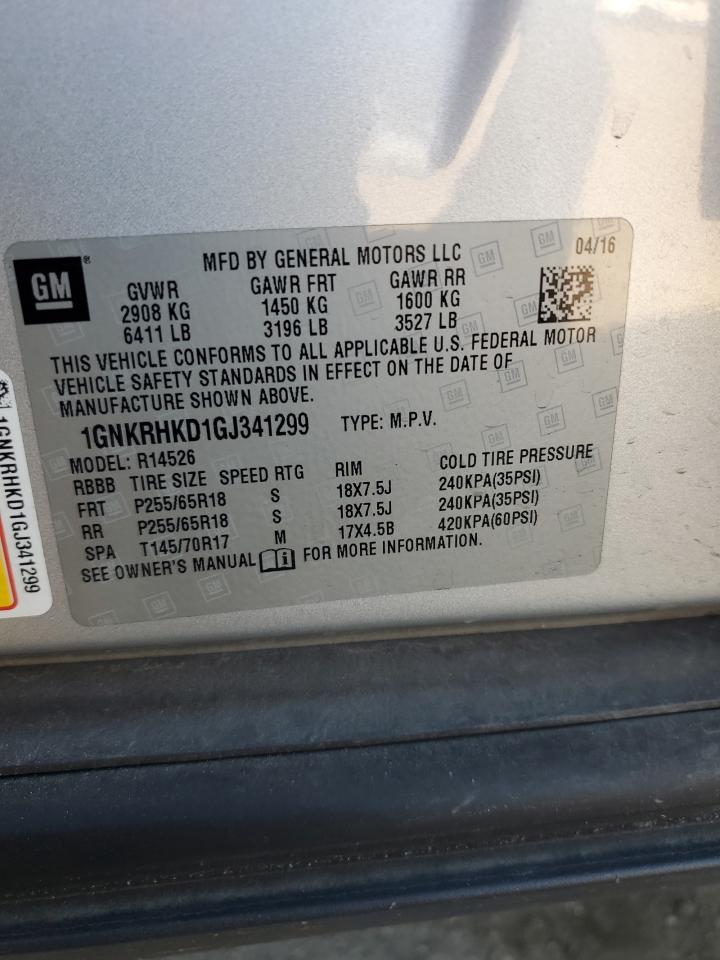 MFD BY GENERAL MOTORS LLC
04/16
GM®
GVWR GAWR FRT GAWR RR
2908 KG 1450 KG 1600 KG
6411 LB 3196 LB 3527 LB
THIS VEHICLE CONFORMS TO ALL APPLICABLE U.S. FEDERAL MOTOR
VEHICLE SAFETY STANDARDS IN EFFECT ON THE DATE OF
MANUFACTURE SHOWN ABOVE.
1GNKRHKD1GJ341299 TYPE: M.P.V.
MODEL: R14526
RBBB TIRE SIZE SPEED RTG RIM COLD TIRE PRESSURE
FRT P255/65R18 S 18X7.5J 240KPA(35PSI)
RR P255/65R18 S 18X7.5J 240KPA(35PSI)
SPA T145/70R17 M 17X4.5B 420KPA(60PSI)
SEE OWNER'S MANUAL i FOR MORE INFORMATION.
1GNKRHKD1GJ341299